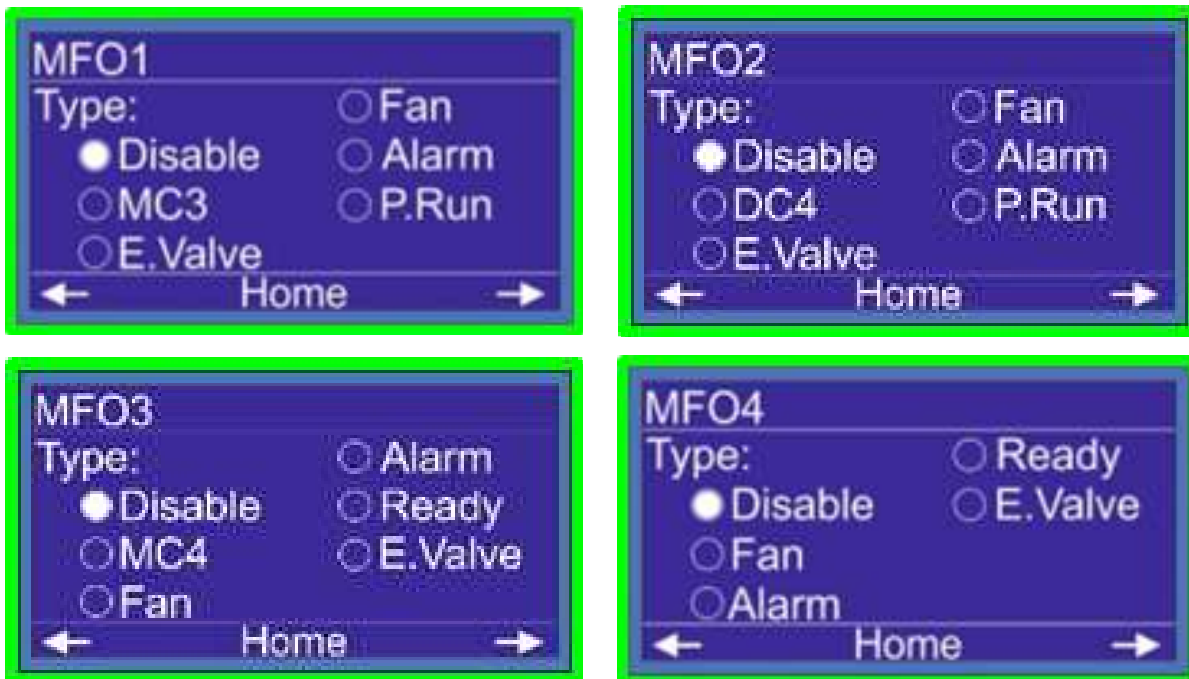 MFO1
Type:
Disable
MC3
E.Valve
Fan
Alarm
P.Run
Home
MFO2
Type:
Disable
DC4
E.Valve
Fan
Alarm
P.Run
Home
MFO3
Type:
Disable
MC4
Fan
Alarm
Ready
E.Valve
Home
MFO4
Type:
Disable
Fan
Alarm
Ready
E.Valve
Home